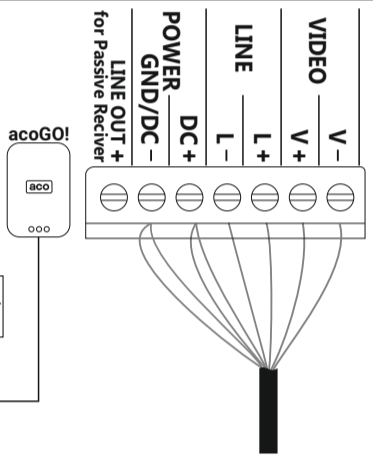 LINE OUT +
for Passive Reciver
POWER
GND/DC -
DC +
LINE
L -
L +
VIDEO
V +
V -
acoGO!
aco